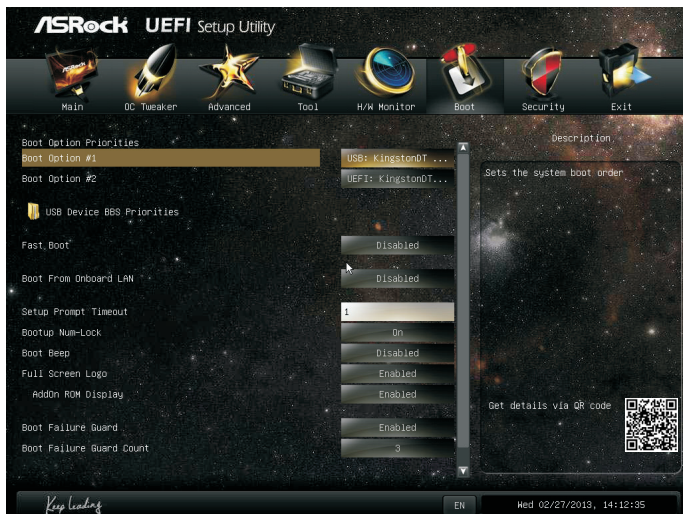 ASRock UEFI Setup Utility
Main OC Tweaker Advanced Tool H/W Monitor Boot Security Exit
Description
Boot Option Priorities
Boot Option #1 USB: KingstonDT ...
Sets the system boot order
Boot Option #2 UEFI: KingstonDT...
USB Device BBS Priorities
Fast Boot Disabled
Boot From Onboard LAN Disabled
Setup Prompt Timeout 1
Bootup Num-Lock On
Boot Beep Disabled
Full Screen Logo Enabled
AddOn ROM Display Enabled
Get details via QR code
Boot Failure Guard Enabled
Boot Failure Guard Count 3
Keep Leading
EN Wed 02/27/2013, 14:12:35